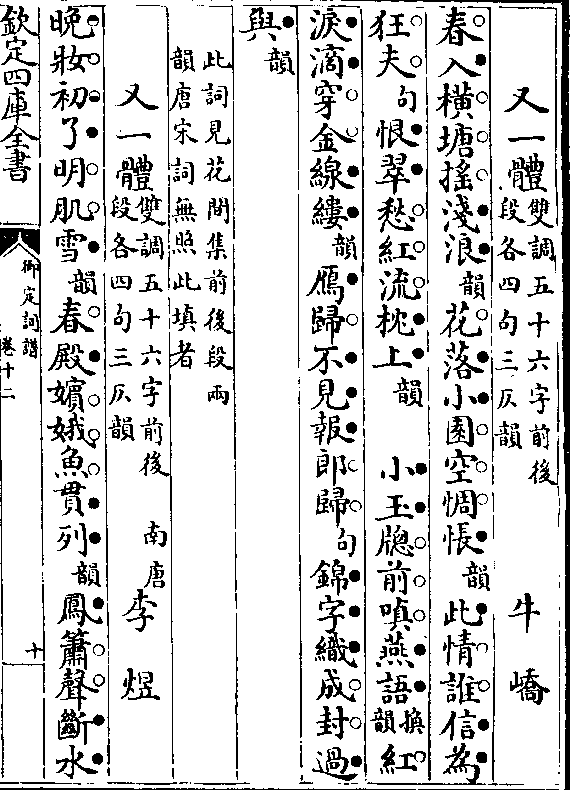 又一體
雙調五十六字前後
段各四句三仄韻
牛嶠
春入橫塘搖淺浪韻花落小園空惆悵韻此情誰信為
狂夫句恨翠愁紅流枕上韻 小玉牕前嗔燕語換韻紅
淚滴穿金線縷韻鴈歸不見報郎歸句錦字織成封過
與韻
此詞見花間集前後段兩
韻唐宋詞無照此填者
又一體
雙調五十六字前後
段各四句三仄韻
南唐李煜
晚妝初了明肌雪韻春殿嬪娥魚貫列韻鳳簫聲斷水
欽定四庫全書
御定詞譜
卷十二
十